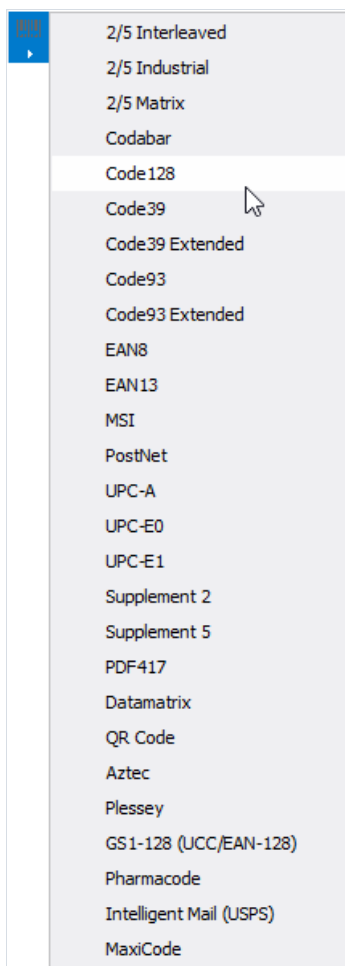 2/5 Interleaved
2/5 Industrial
2/5 Matrix
Codabar
Code128
Code39
Code39 Extended
Code93
Code93 Extended
EAN8
EAN13
MSI
PostNet
UPC-A
UPC-E0
UPC-E1
Supplement 2
Supplement 5
PDF417
Datamatrix
QR Code
Aztec
Plessey
GS1-128 (UCC/EAN-128)
Pharmacode
Intelligent Mail (USPS)
MaxiCode